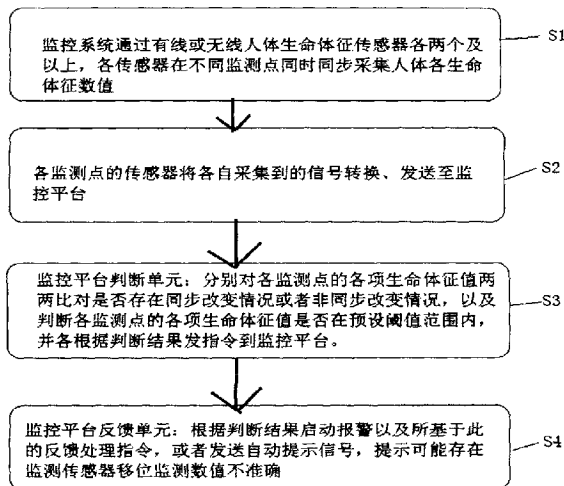 监控系统通过有线或无线人体生命体征传感器各两个及
以上，各传感器在不同监测点同时同步采集人体各生命
体征数值
S1
各监测点的传感器将各自采集到的信号转换、发送至监
控平台
S2
监控平台判断单元：分别对各监测点的各项生命体征值两
两比对是否存在同步改变情况或者非同步改变情况，以及
判断各监测点的各项生命体征值是否在预设阈值范围内，
并各根据判断结果发指令到监控平台。
S3
监控平台反馈单元：根据判断结果启动报警以及所基于此
的反馈处理指令，或者发送自动提示信号，提示可能存在
监测传感器移位监测数值不准确
S4